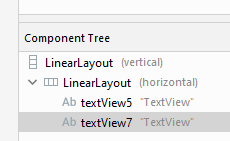 Component Tree
LinearLayout (vertical)
LinearLayout (horizontal)
Ab textView5 "TextView"
Ab textView7 "TextView"